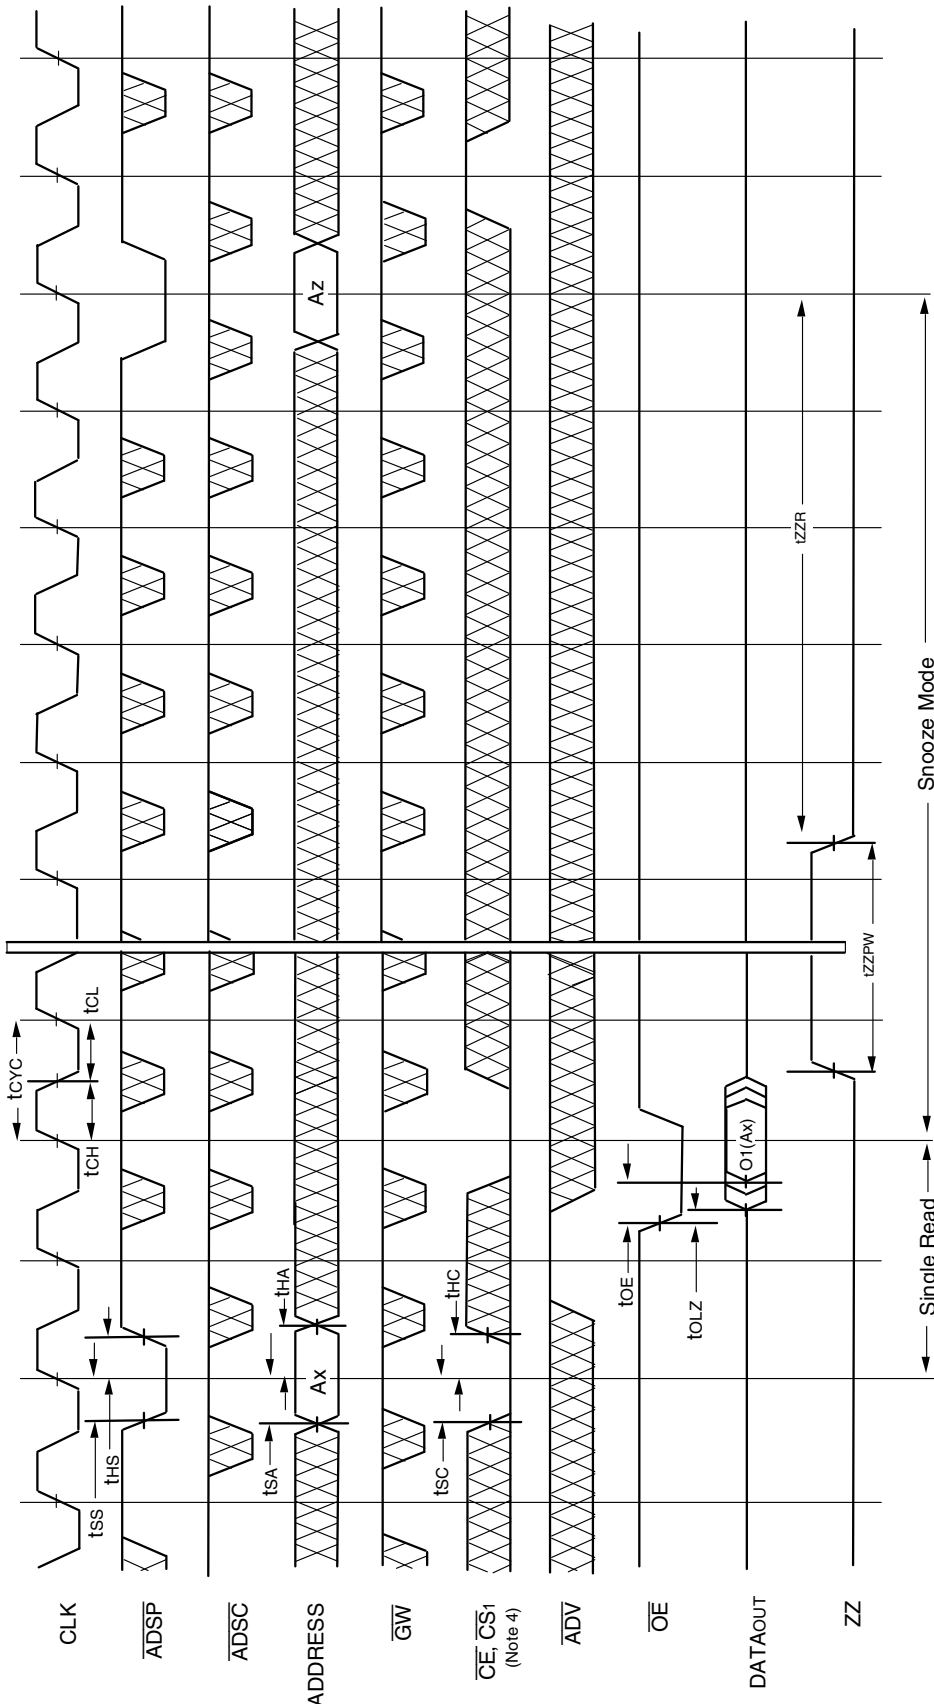 CLK
ADSP
ADSC
ADDRESS
GW
CE, CS1
(Note 4)
ADV
OE
DATAOUT
ZZ
tCYC
tCH
tCL
tSS
tHS
tSA
tHA
Ax
Az
tSC
tHC
tOE
tOLZ
O1(Ax)
tZZPW
tZZR
Single Read
Snooze Mode